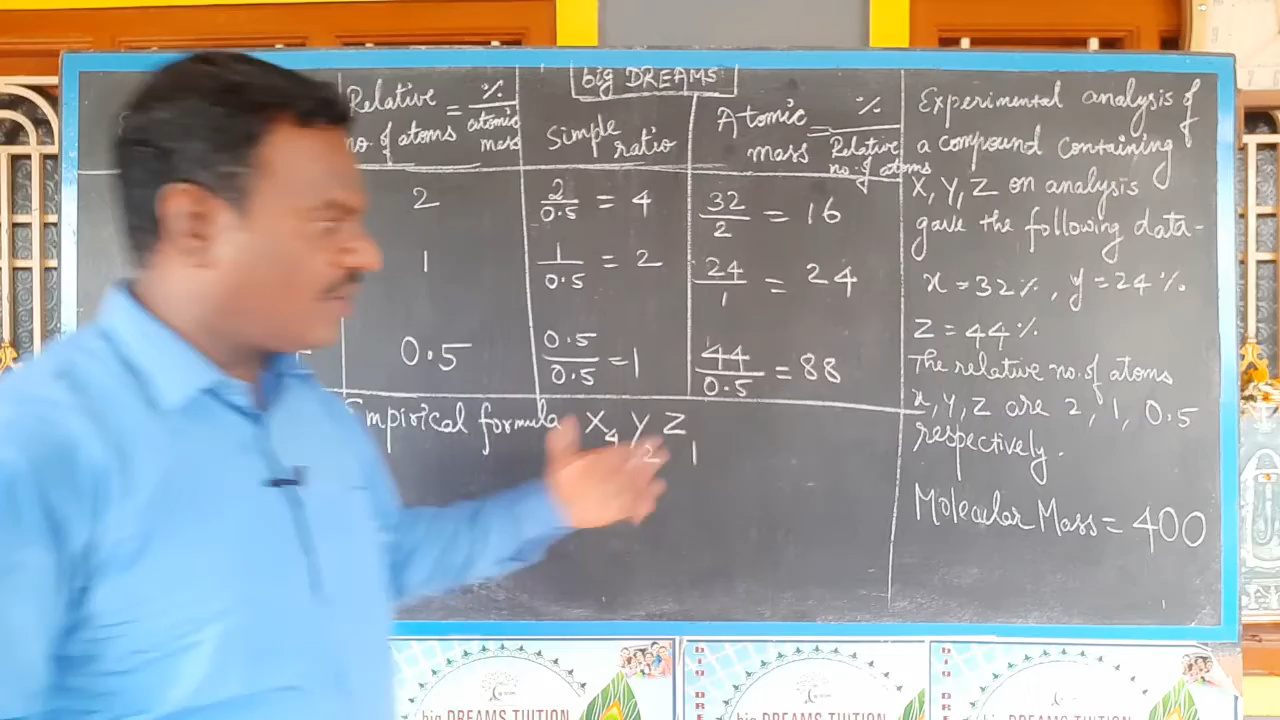 big DREAMS
Relative no. of atoms = % / atomic mass
Simple ratio
Atomic mass = % / Relative no. of atoms
2
2/0.5 = 4
32/2 = 16
1
1/0.5 = 2
24/1 = 24
0.5
0.5/0.5 = 1
44/0.5 = 88
Empirical formula X4 Y2 Z1
Experimental analysis of
a compound containing
X, Y, Z on analysis
gave the following data-
x = 32%, y = 24%
Z = 44%
The relative no. of atoms
x, Y, Z are 2, 1, 0.5
respectively.
Molecular Mass = 400
big DREAMS TUITION
big DREAMS TUITION
big DREAMS TUITION